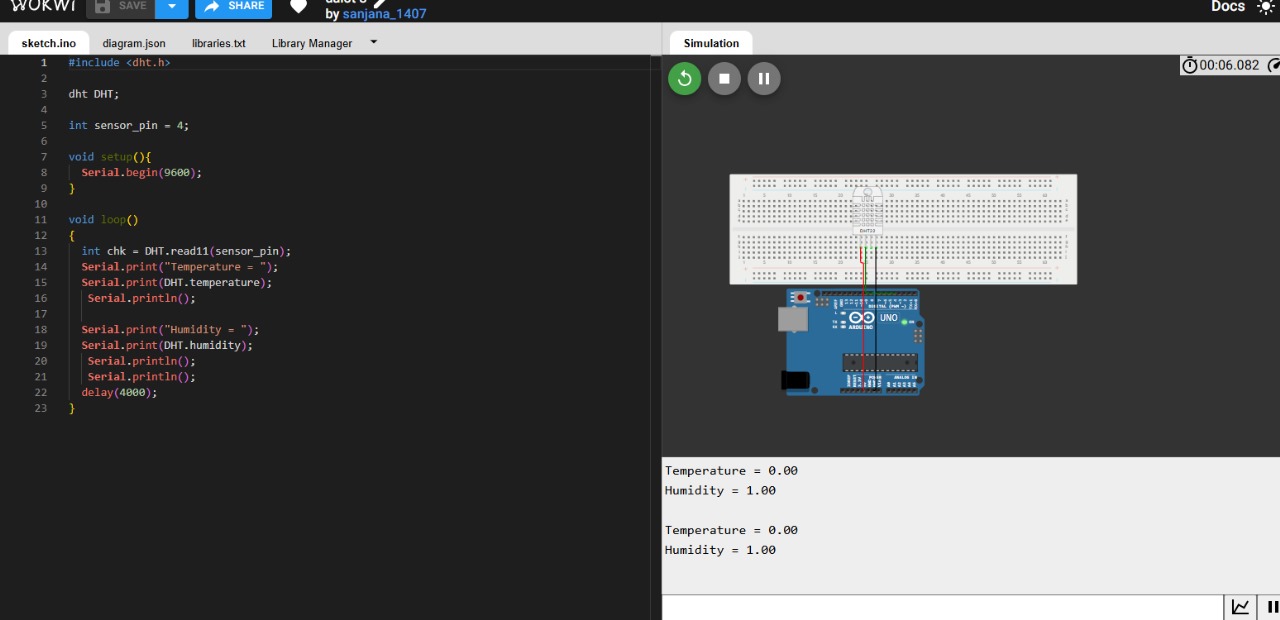 WOKWI
SAVE
SHARE
by sanjana_1407
Docs
sketch.ino
diagram.json
libraries.txt
Library Manager
Simulation
00:06.082
1 #include <dht.h>
2
3 dht DHT;
4
5 int sensor_pin = 4;
6
7 void setup(){
8 Serial.begin(9600);
9 }
10
11 void loop()
12 {
13 int chk = DHT.read11(sensor_pin);
14 Serial.print("Temperature = ");
15 Serial.print(DHT.temperature);
16 Serial.println();
17
18 Serial.print("Humidity = ");
19 Serial.print(DHT.humidity);
20 Serial.println();
21 Serial.println();
22 delay(4000);
23 }
DHT22
UNO
ARDUINO
Temperature = 0.00
Humidity = 1.00
Temperature = 0.00
Humidity = 1.00